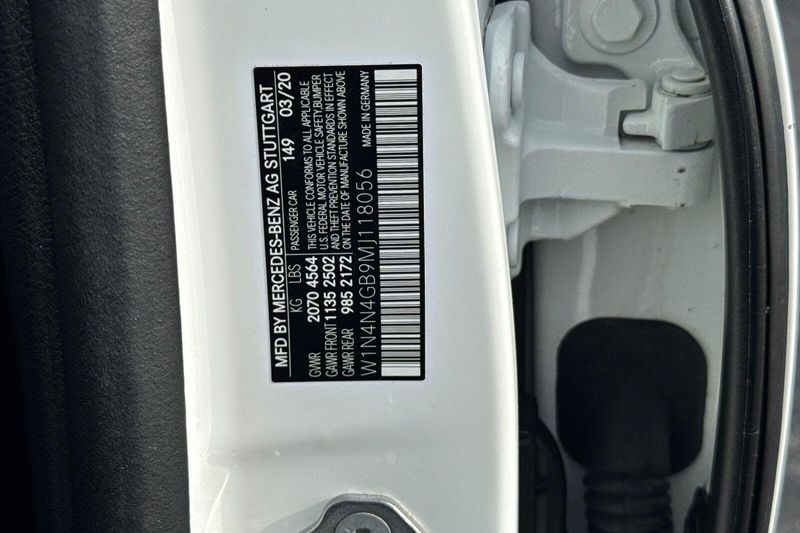 MFD BY MERCEDES-BENZ AG STUTTGART
149 03/20
KG LBS PASSENGER CAR
GVWR 2070 4564 THIS VEHICLE CONFORMS TO ALL APPLICABLE
GAWR FRONT 1135 2502 U.S. FEDERAL MOTOR VEHICLE SAFETY, BUMPER
AND THEFT PREVENTION STANDARDS IN EFFECT
GAWR REAR 985 2172 ON THE DATE OF MANUFACTURE SHOWN ABOVE
W1N4N4GB9MJ118056 MADE IN GERMANY